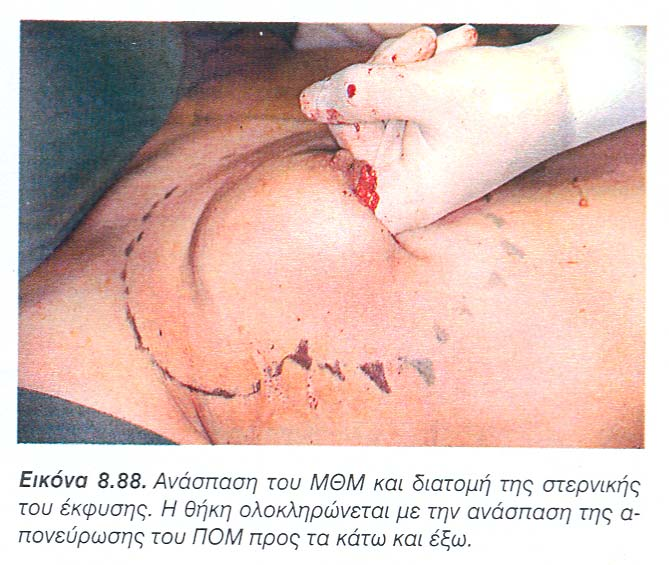 Εικόνα 8.88. Ανάσπαση του ΜΘΜ και διατομή της στερνικής
του έκφυσης. Η θήκη ολοκληρώνεται με την ανάσπαση της α-
πονεύρωσης του ΠΟΜ προς τα κάτω και έξω.